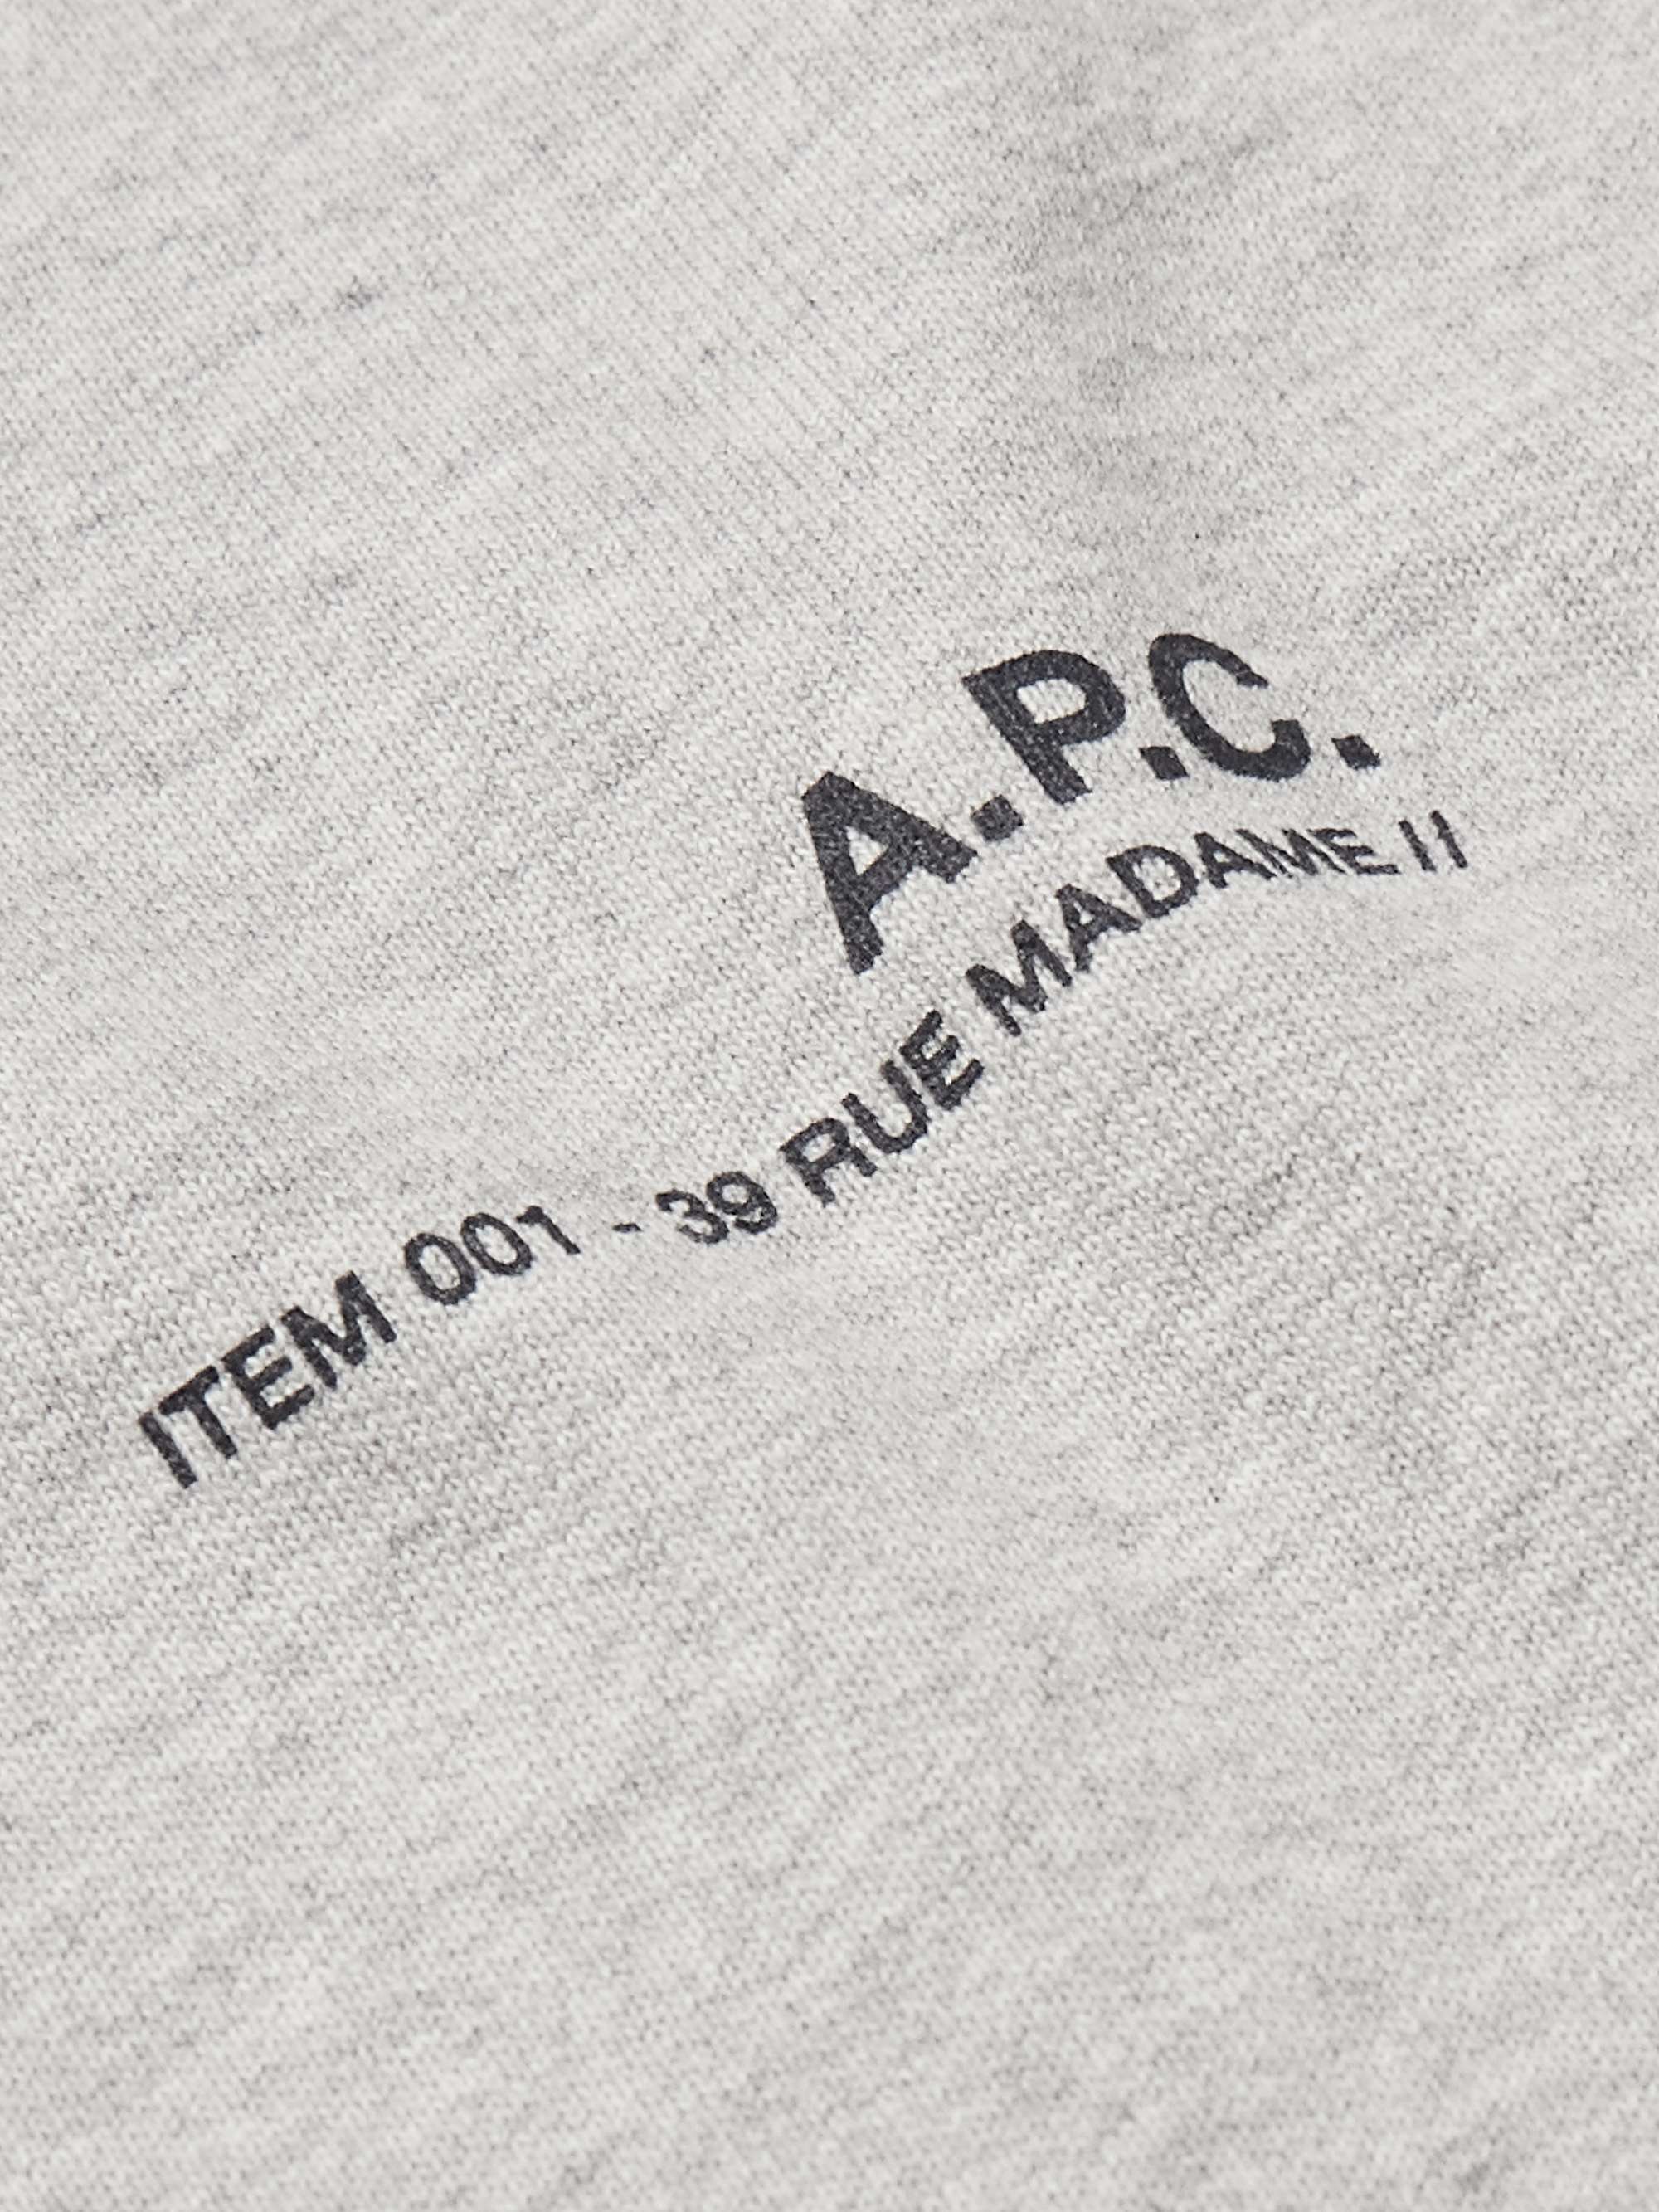 A.P.C.
ITEM 001 - 39 RUE MADAME II